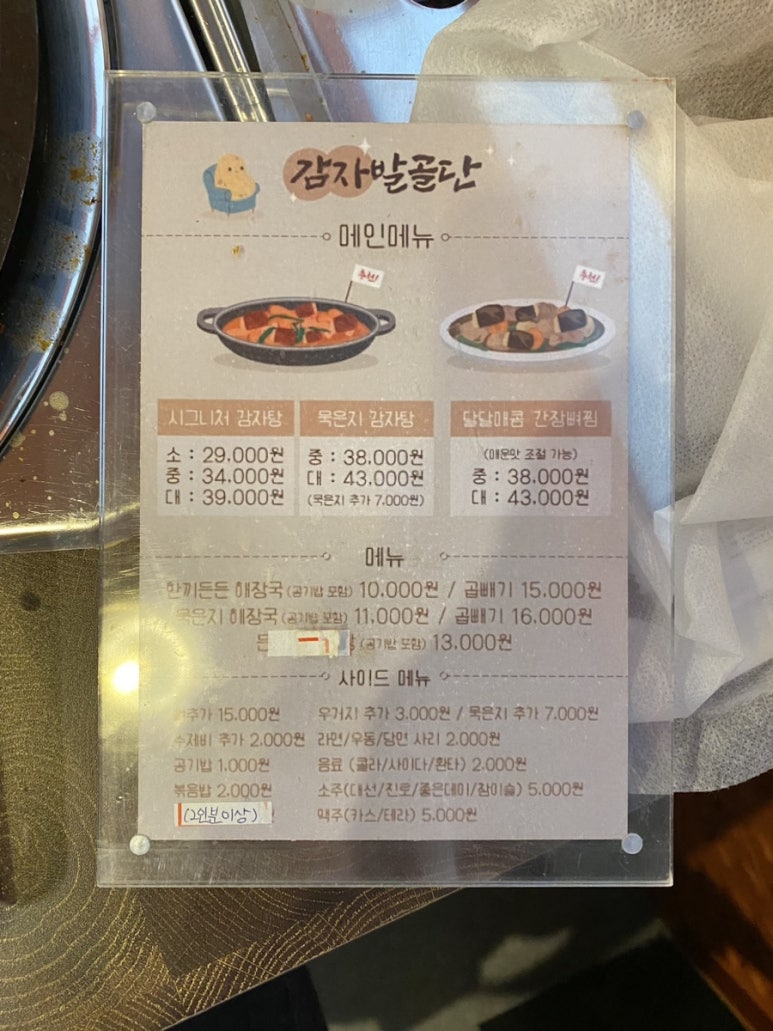 감자발골단
메인메뉴
추천!
추천!
시그니처 감자탕
소 : 29.000원
중 : 34.000원
대 : 39.000원
묵은지 감자탕
중 : 38.000원
대 : 43.000원
(묵은지 추가 7.000원)
달달매콤 간장뼈찜
(매운맛 조절 가능)
중 : 38.000원
대 : 43.000원
메뉴
한끼든든 해장국 (공기밥 포함) 10.000원 / 곱빼기 15.000원
묵은지 해장국 (공기밥 포함) 11.000원 / 곱빼기 16.000원
(공기밥 포함) 13.000원
사이드 메뉴
추가 15.000원
수제비 추가 2.000원
공기밥 1.000원
볶음밥 2.000원
(2인분이상)
우거지 추가 3.000원 / 묵은지 추가 7.000원
라면/우동/당면 사리 2.000원
음료 (콜라/사이다/환타) 2.000원
소주(대선/진로/좋은데이/참이슬) 5.000원
맥주(카스/테라) 5.000원